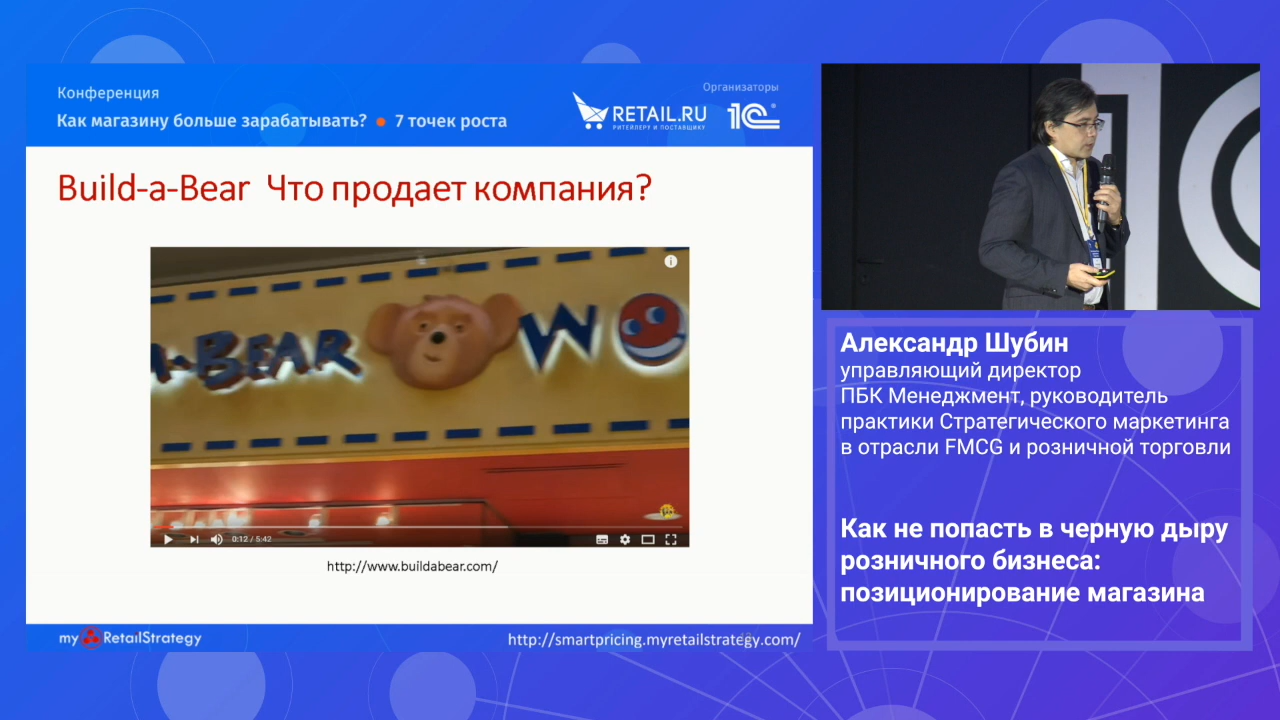 Конференция
Как магазину больше зарабатывать? • 7 точек роста
Организаторы
RETAIL.RU
РИТЕЙЛЕРУ И ПОСТАВЩИКУ
1С
Build-a-Bear Что продает компания?
A-BEAR WO
0:12 / 5:42
http://www.buildabear.com/
my RetailStrategy
http://smartpricing.myretailstrategy.com/
Александр Шубин
управляющий директор
ПБК Менеджмент, руководитель
практики Стратегического маркетинга
в отрасли FMCG и розничной торговли
Как не попасть в черную дыру
розничного бизнеса:
позиционирование магазина